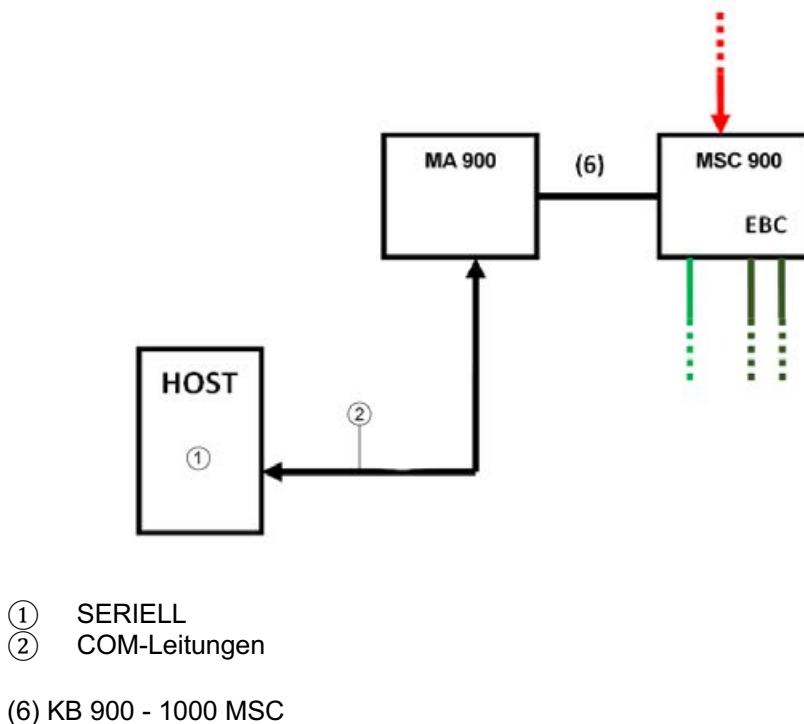 MA 900
(6)
MSC 900
EBC
HOST
①
②
① SERIELL
② COM-Leitungen
(6) KB 900 - 1000 MSC